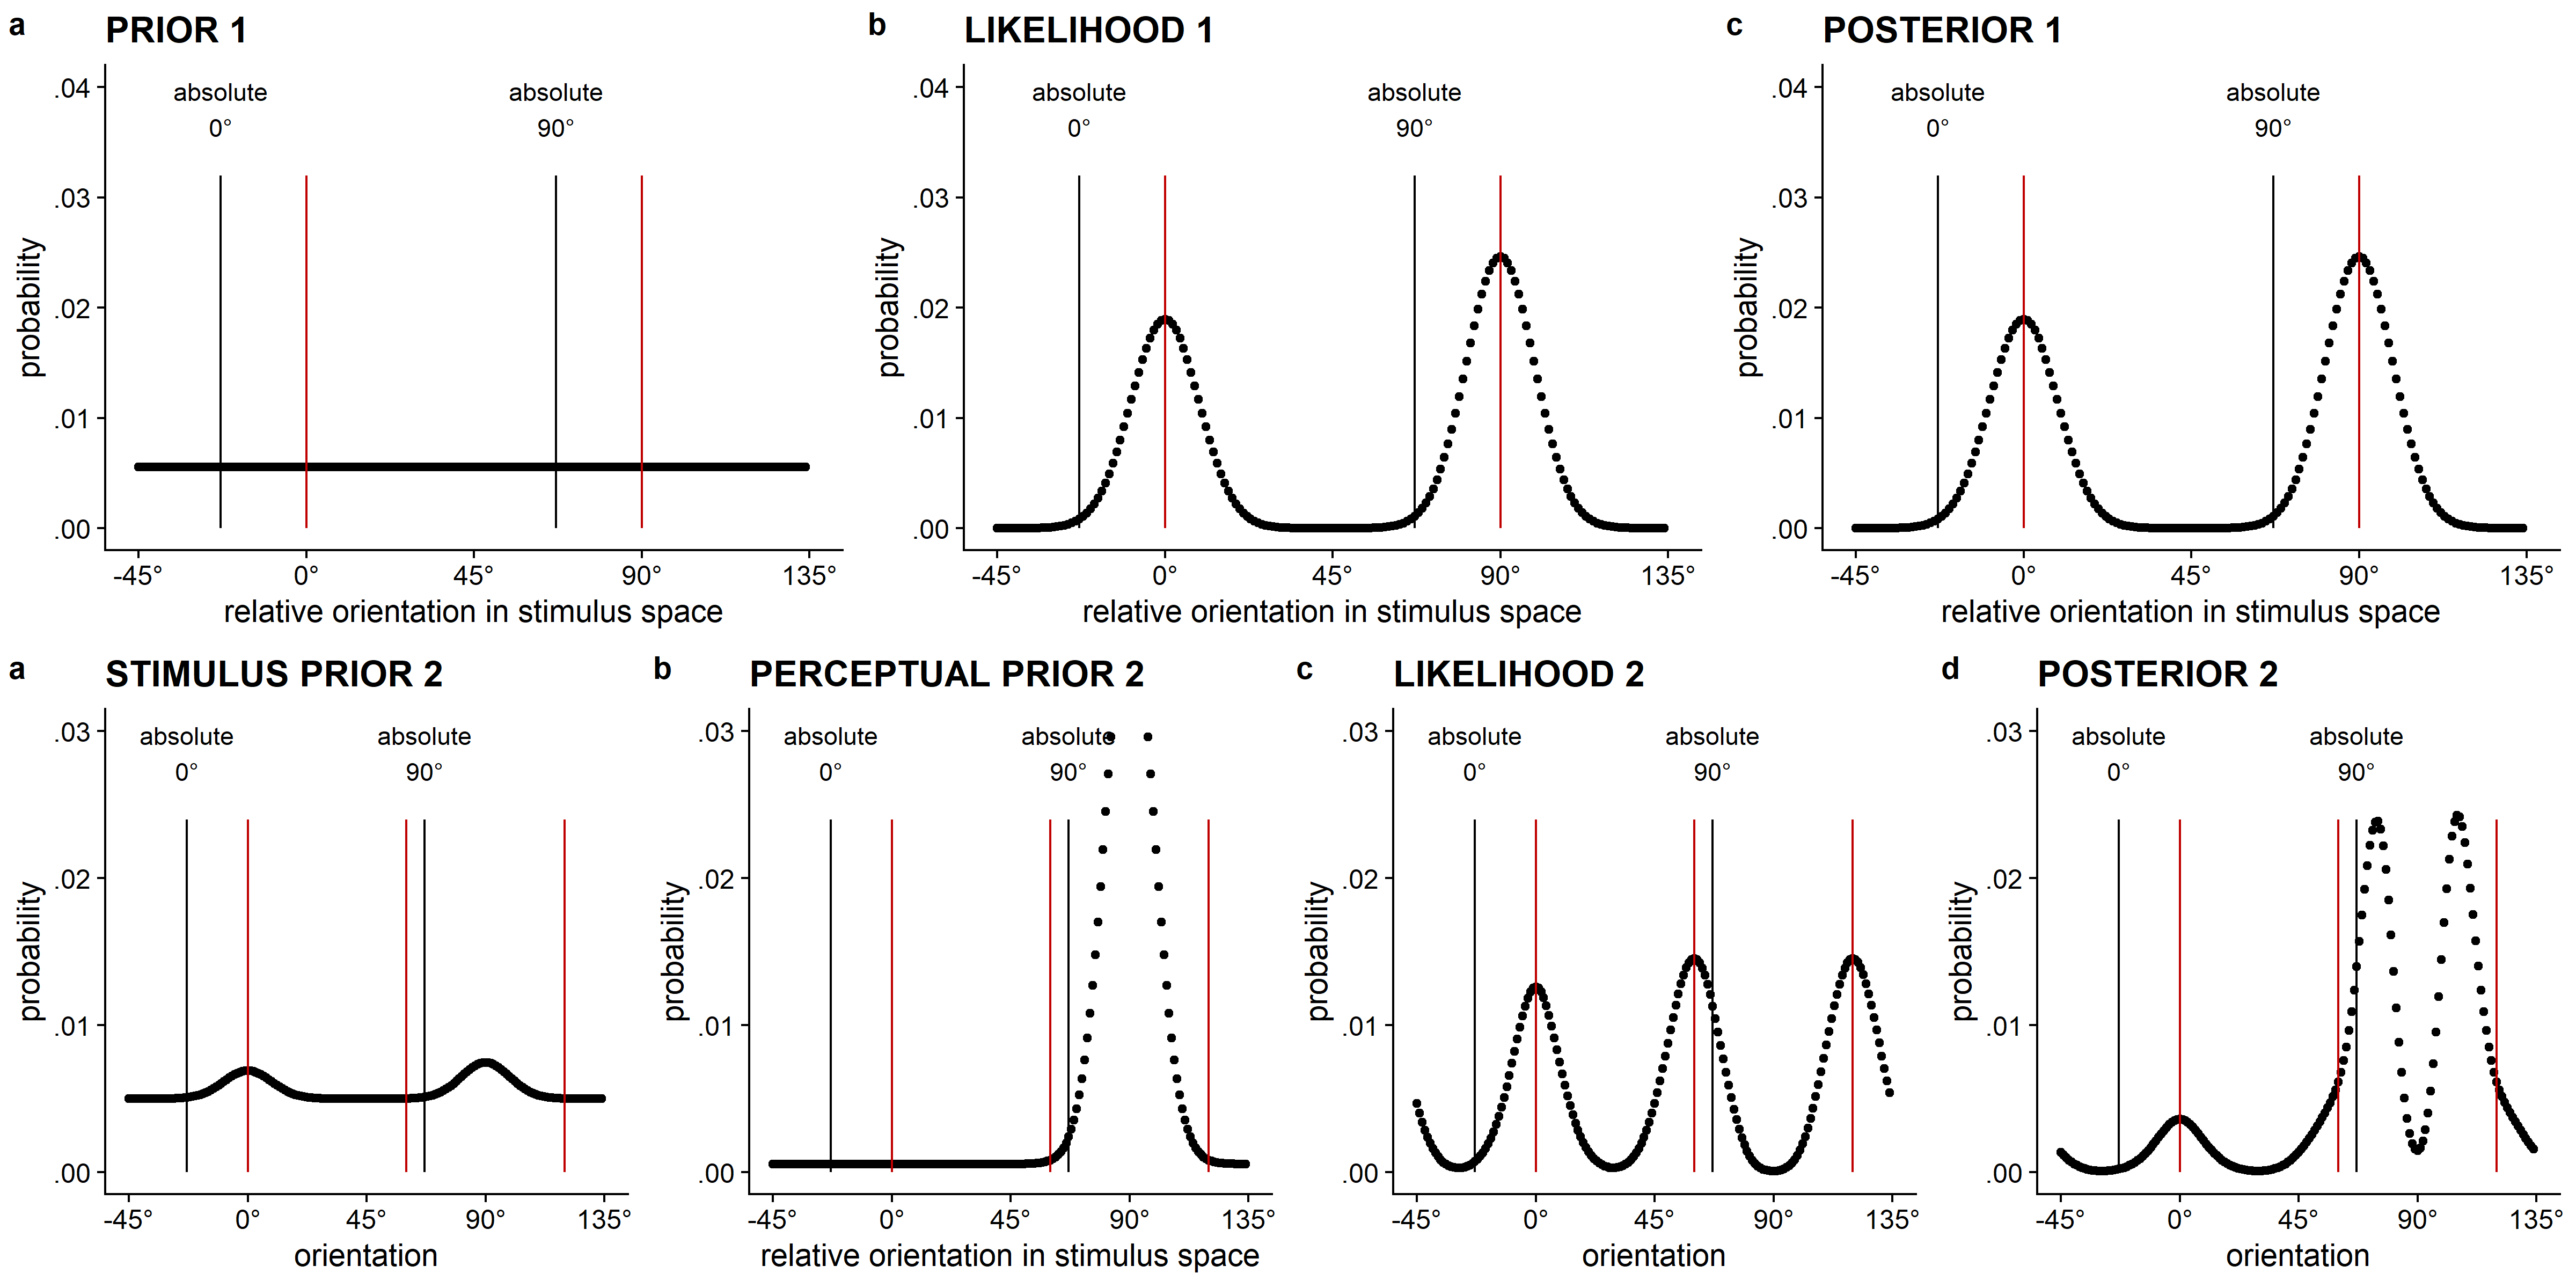 a PRIOR 1
.04
.03
.02
.01
.00
probability
absolute
0°
absolute
90°
-45° 0° 45° 90° 135°
relative orientation in stimulus space
b LIKELIHOOD 1
.04
.03
.02
.01
.00
probability
absolute
0°
absolute
90°
-45° 0° 45° 90° 135°
relative orientation in stimulus space
c POSTERIOR 1
.04
.03
.02
.01
.00
probability
absolute
0°
absolute
90°
-45° 0° 45° 90° 135°
relative orientation in stimulus space
a STIMULUS PRIOR 2
.03
.02
.01
.00
probability
absolute
0°
absolute
90°
-45° 0° 45° 90° 135°
orientation
b PERCEPTUAL PRIOR 2
.03
.02
.01
.00
probability
absolute
0°
absolute
90°
-45° 0° 45° 90° 135°
relative orientation in stimulus space
c LIKELIHOOD 2
.03
.02
.01
.00
probability
absolute
0°
absolute
90°
-45° 0° 45° 90° 135°
orientation
d POSTERIOR 2
.03
.02
.01
.00
probability
absolute
0°
absolute
90°
-45° 0° 45° 90° 135°
orientation